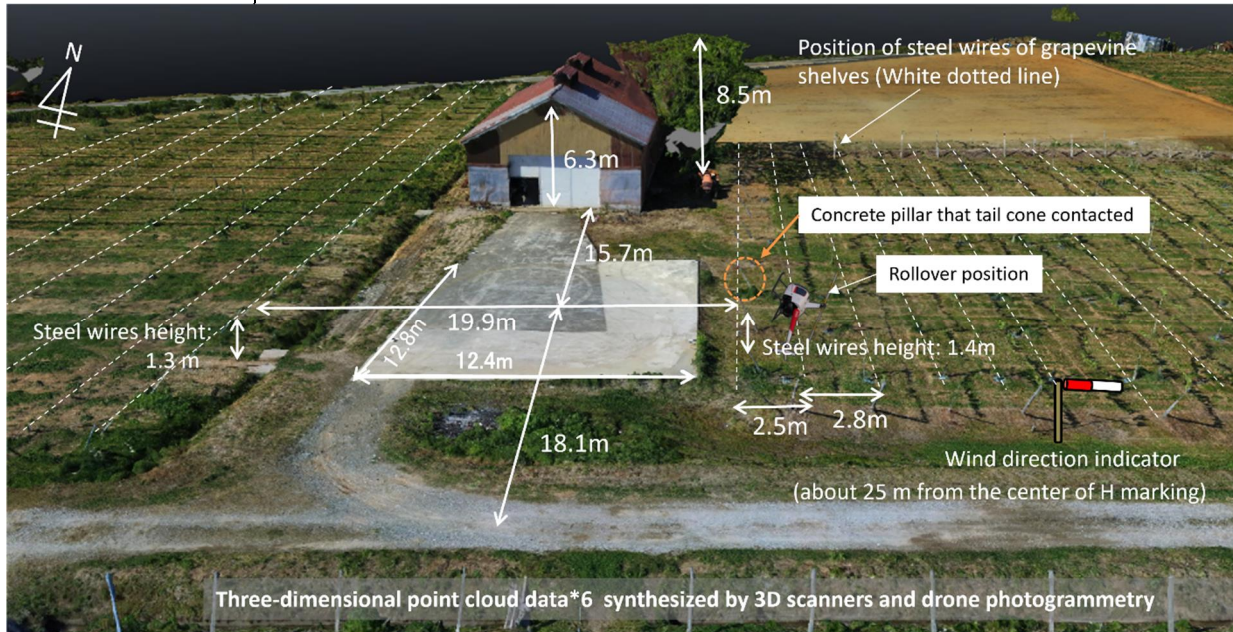 N
Position of steel wires of grapevine
shelves (White dotted line)
8.5m
6.3m
Concrete pillar that tail cone contacted
15.7m
Rollover position
19.9m
Steel wires height:
1.3 m
12.8m
Steel wires height: 1.4m
12.4m
2.5m
2.8m
18.1m
Wind direction indicator
(about 25 m from the center of H marking)
Three-dimensional point cloud data*6 synthesized by 3D scanners and drone photogrammetry